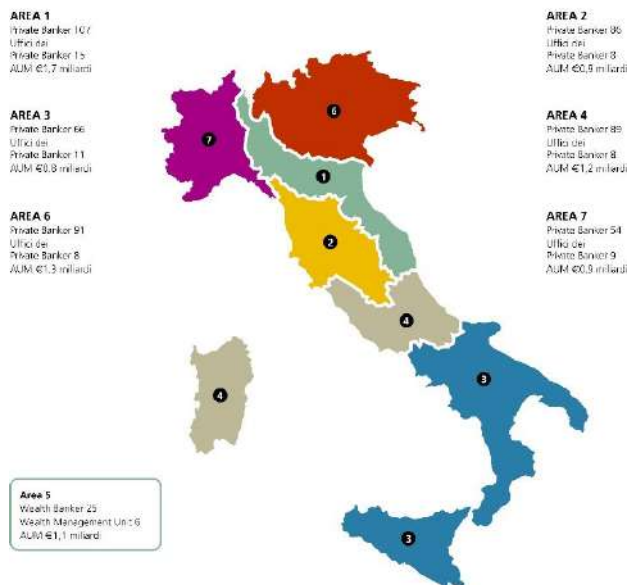 AREA 1
Private Banker 107
Uffici dei
Private Banker 15
AUM €1,7 miliardi
AREA 2
Private Banker 86
Uffici dei
Private Banker 8
AUM €0,9 miliardi
AREA 3
Private Banker 66
Uffici dei
Private Banker 11
AUM €0,8 miliardi
AREA 4
Private Banker 89
Uffici dei
Private Banker 8
AUM €1,2 miliardi
AREA 6
Private Banker 91
Uffici dei
Private Banker 8
AUM €1,3 miliardi
AREA 7
Private Banker 54
Uffici dei
Private Banker 9
AUM €0,9 miliardi
6
7
1
2
4
3
4
3
Area 5
Wealth Banker 25
Wealth Management Unit 6
AUM €1,1 miliardi